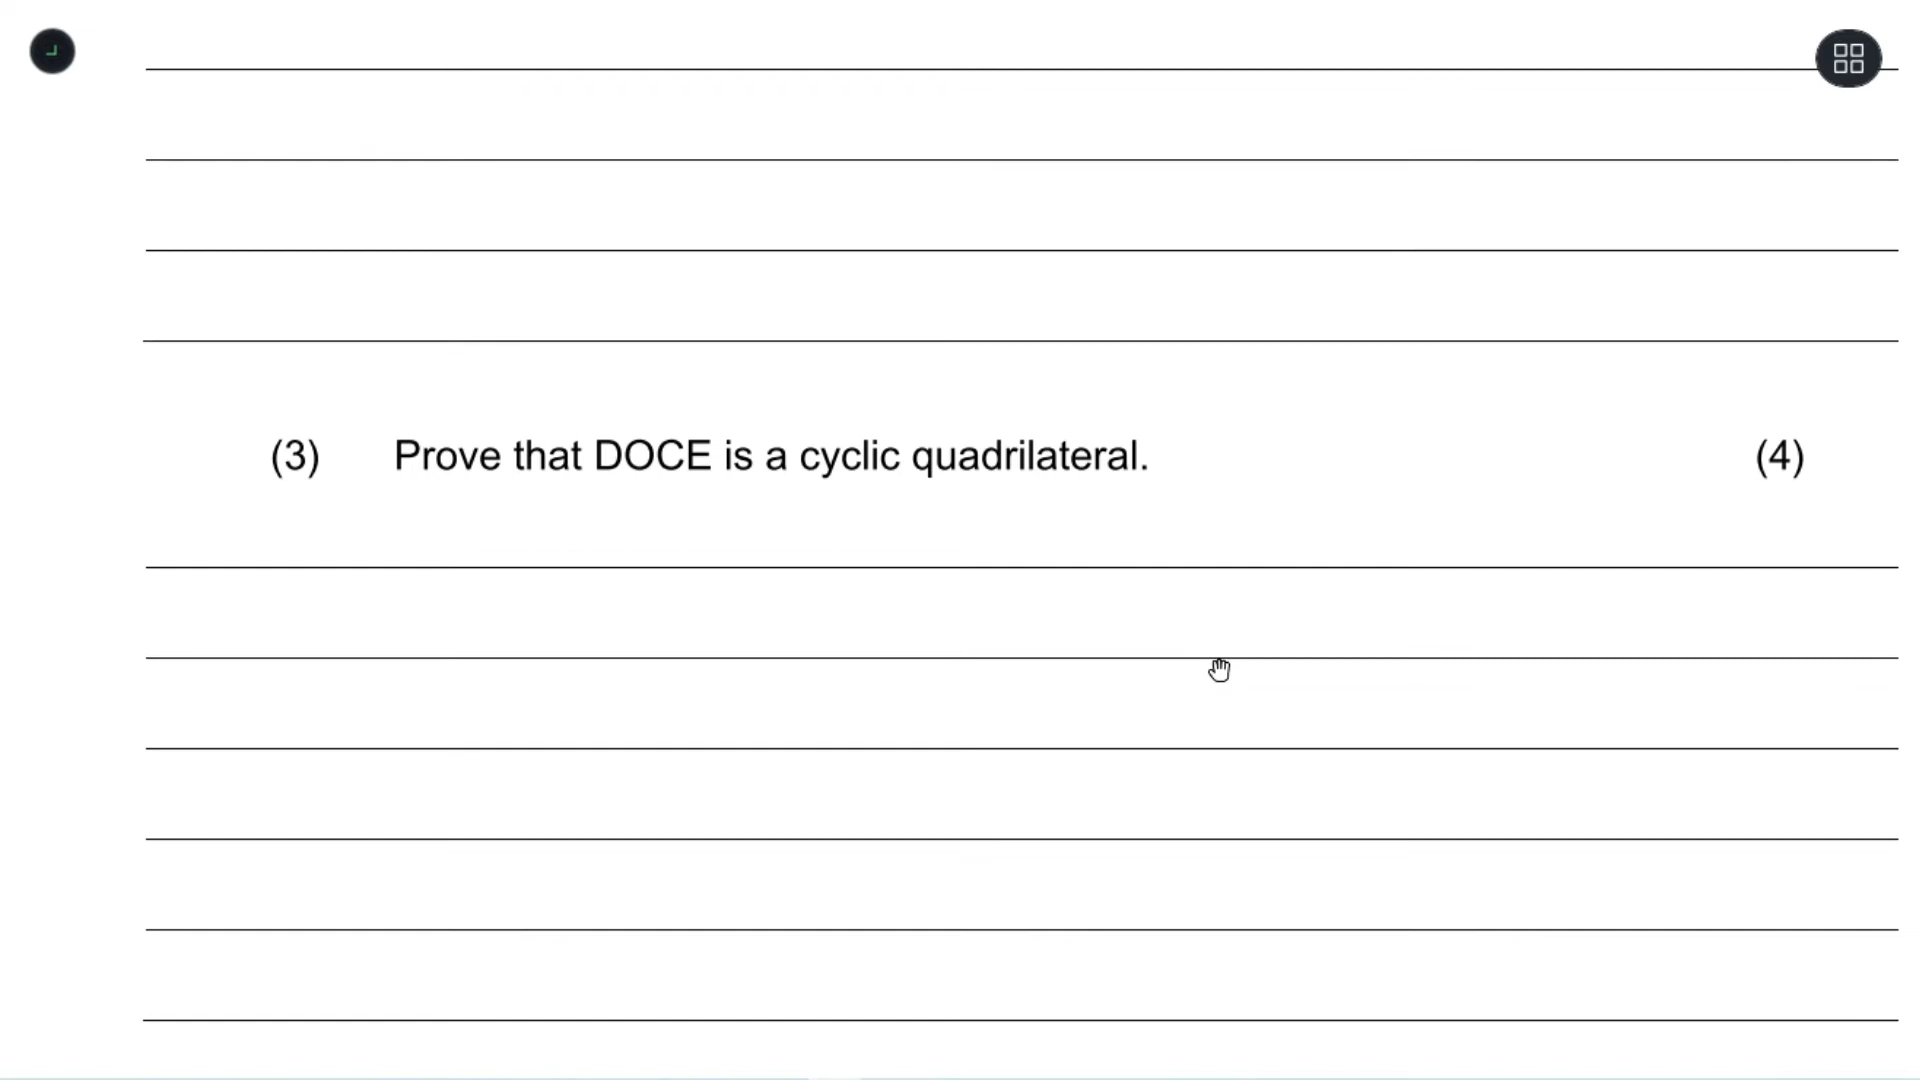 (3) Prove that DOCE is a cyclic quadrilateral. (4)